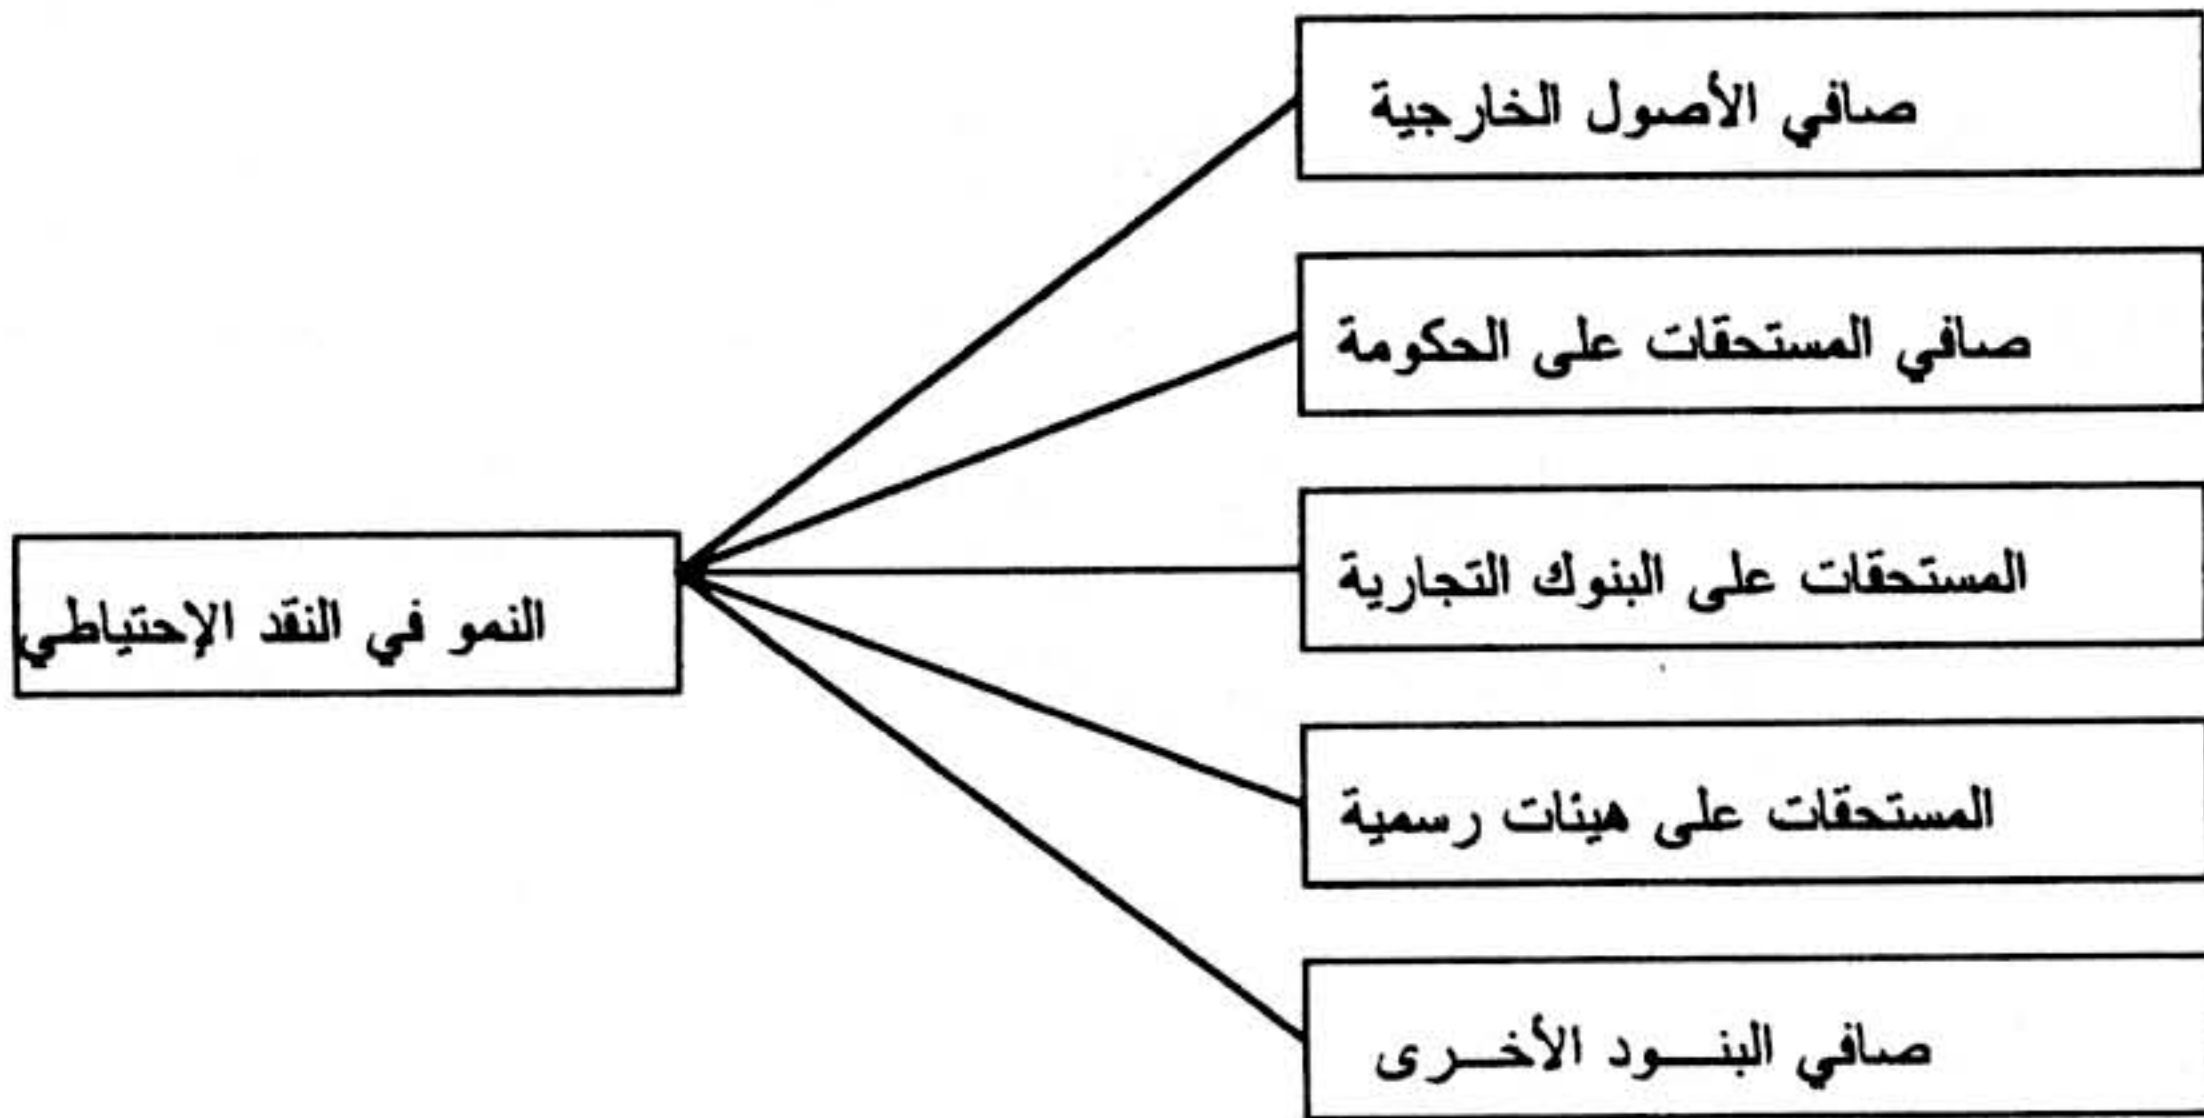 صافي الأصول الخارجية
صافي المستحقات على الحكومة
المستحقات على البنوك التجارية
النمو في النقد الإحتياطي
المستحقات على هيئات رسمية
صافي البنـــود الأخـــرى